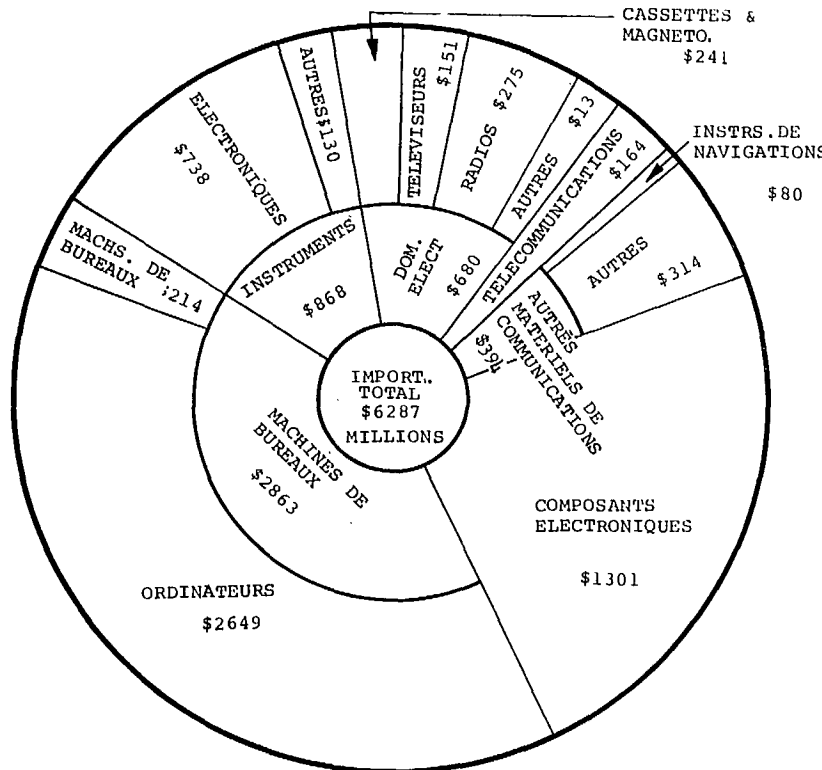 CASSETTES &
MAGNETO.
$241
INSTRS. DE
NAVIGATIONS
$80
AUTRES $130
ELECTRONIQUES
$738
MACHS. DE
BUREAUX
$214
TELEVISEURS $151
RADIOS $275
AUTRES $13
TELECOMMUNICATIONS
$164
AUTRES
$314
INSTRUMENTS
$868
DOM.
ELECT
$680
AUTRES
MATERIELS DE
COMMUNICATIONS
$394
IMPORT..
TOTAL
$6287
MILLIONS
MACHINES DE
BUREAUX
$2863
COMPOSANTS
ELECTRONIQUES
$1301
ORDINATEURS
$2649